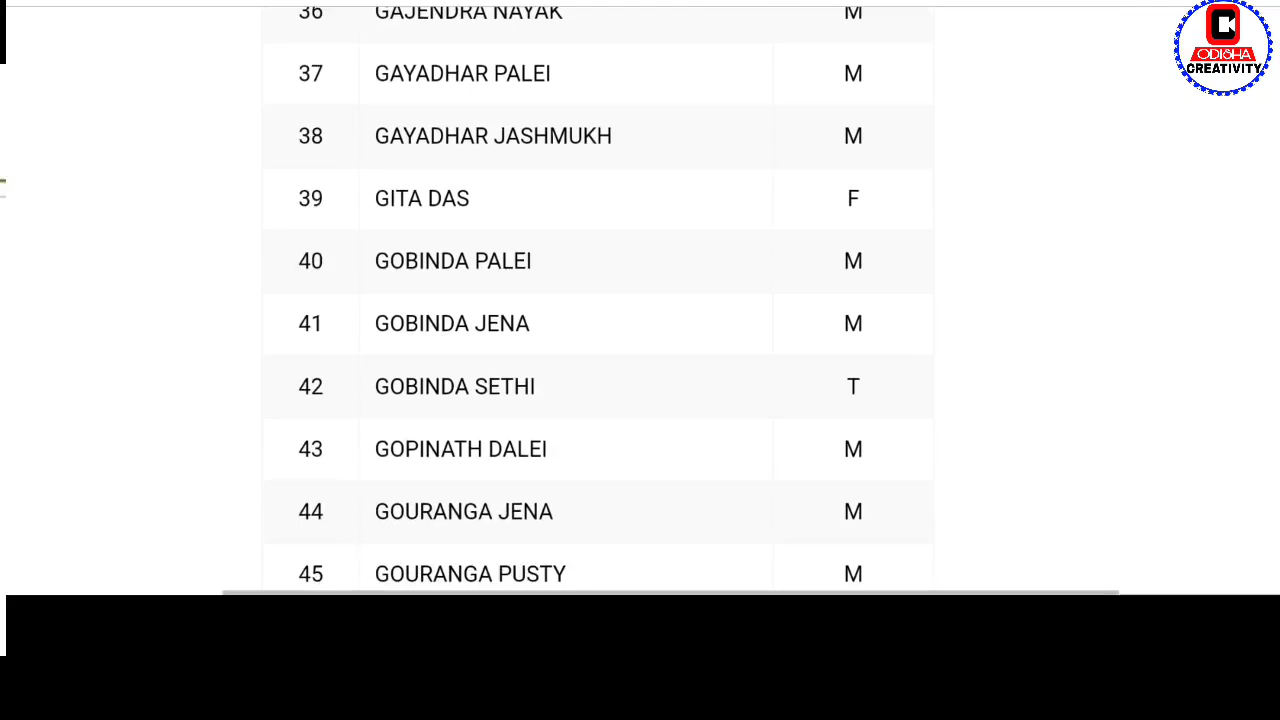 36 GAJENDRA NAYAK M
37 GAYADHAR PALEI M
38 GAYADHAR JASHMUKH M
39 GITA DAS F
40 GOBINDA PALEI M
41 GOBINDA JENA M
42 GOBINDA SETHI T
43 GOPINATH DALEI M
44 GOURANGA JENA M
45 GOURANGA PUSTY M
ODISHA
CREATIVITY